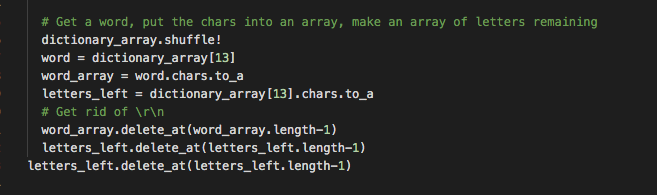 # Get a word, put the chars into an array, make an array of letters remaining
dictionary_array.shuffle!
word = dictionary_array[13]
word_array = word.chars.to_a
letters_left = dictionary_array[13].chars.to_a
# Get rid of \r\n
word_array.delete_at(word_array.length-1)
letters_left.delete_at(letters_left.length-1)
letters_left.delete_at(letters_left.length-1)